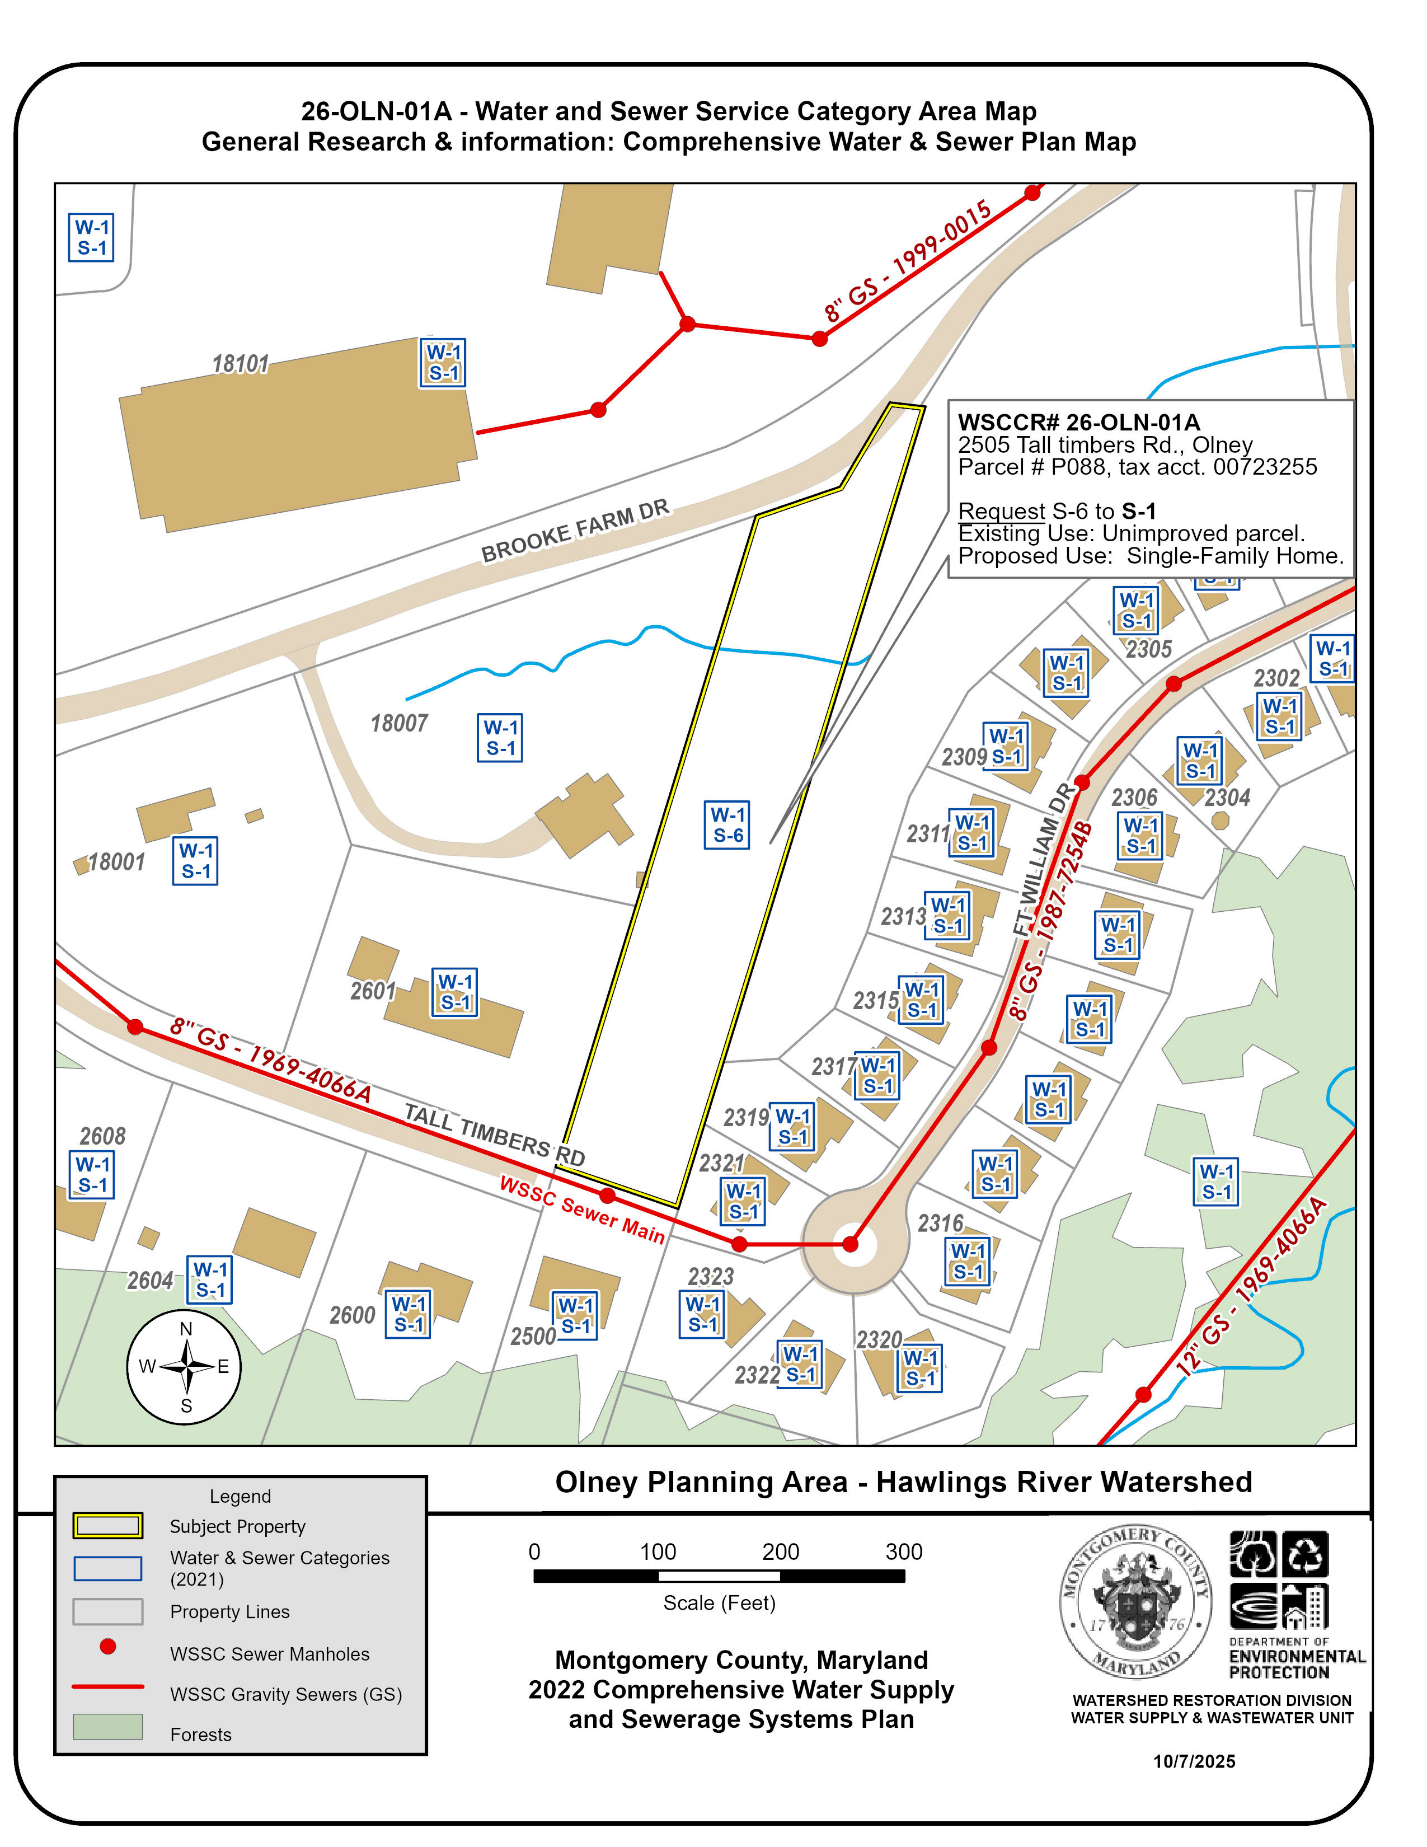 26-OLN-01A - Water and Sewer Service Category Area Map
General Research & information: Comprehensive Water & Sewer Plan Map
W-1
S-1
8" GS - 1999-0015
18101
W-1
S-1
WSCCR# 26-OLN-01A
2505 Tall timbers Rd., Olney
Parcel # P088, tax acct. 00723255
Request S-6 to S-1
Existing Use: Unimproved parcel.
Proposed Use: Single-Family Home.
BROOKE FARM DR
S-1
W-1
S-1
2305
W-1
S-1
W-1
S-1
2302
W-1
S-1
18007
W-1
S-1
W-1
S-1
2309
W-1
S-1
2304
2306
W-1
S-1
W-1
S-6
2311
W-1
S-1
FT WILLIAM DR
8" GS - 1987-7254B
18001
W-1
S-1
2313
W-1
S-1
W-1
S-1
2601
W-1
S-1
2315
W-1
S-1
W-1
S-1
8" GS - 1969-4066A
2317
W-1
S-1
W-1
S-1
TALL TIMBERS RD
2319
W-1
S-1
2608
W-1
S-1
2321
W-1
S-1
W-1
S-1
W-1
S-1
WSSC Sewer Main
2316
W-1
S-1
12" GS - 1969-4066A
2604
W-1
S-1
2323
W-1
S-1
2600
W-1
S-1
2500
W-1
S-1
2322
W-1
S-1
2320
W-1
S-1
N
W E
S
Olney Planning Area - Hawlings River Watershed
Legend
Subject Property
Water & Sewer Categories
(2021)
Property Lines
WSSC Sewer Manholes
WSSC Gravity Sewers (GS)
Forests
0 100 200 300
Scale (Feet)
Montgomery County, Maryland
2022 Comprehensive Water Supply
and Sewerage Systems Plan
MONTGOMERY COUNTY
17 76
MARYLAND
DEPARTMENT OF
ENVIRONMENTAL
PROTECTION
WATERSHED RESTORATION DIVISION
WATER SUPPLY & WASTEWATER UNIT
10/7/2025